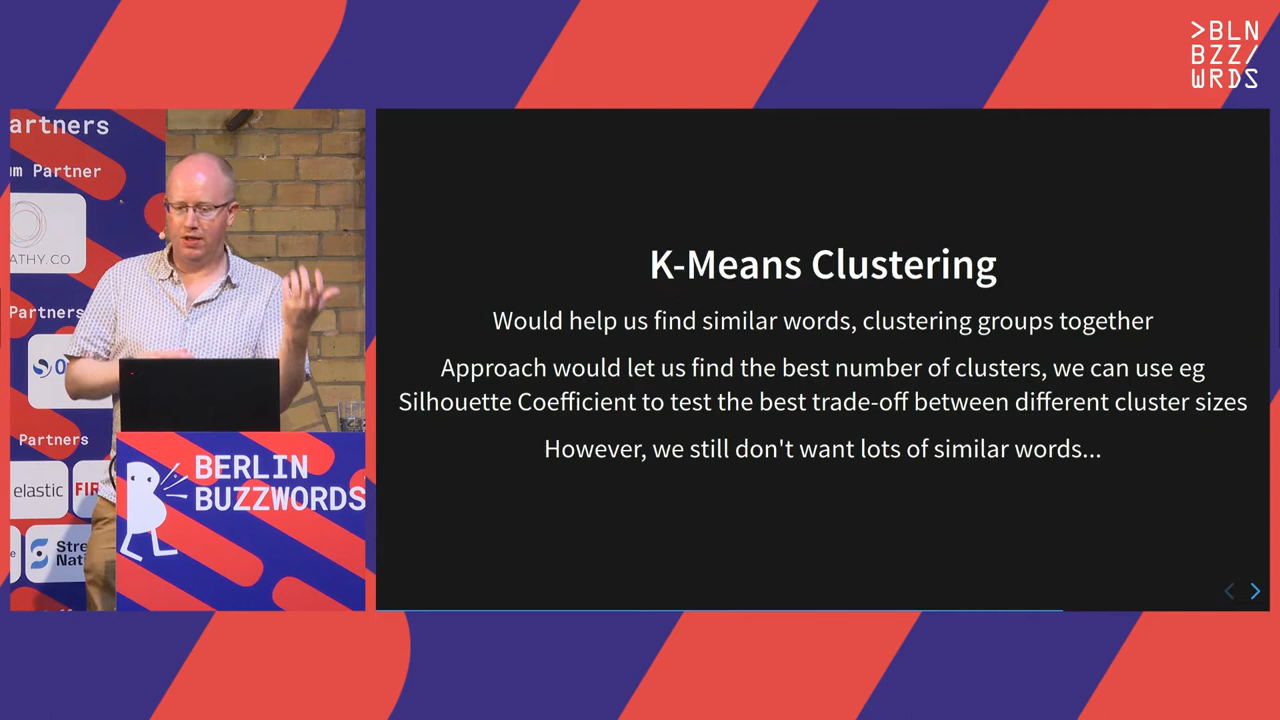 >BLN
BZZ/
WRDS
artners
m Partner
ATHY.CO
Partners
Partners
elastic
FIR
Stre
Nati
BERLIN
BUZZWORDS
K-Means Clustering
Would help us find similar words, clustering groups together
Approach would let us find the best number of clusters, we can use eg
Silhouette Coefficient to test the best trade-off between different cluster sizes
However, we still don't want lots of similar words...